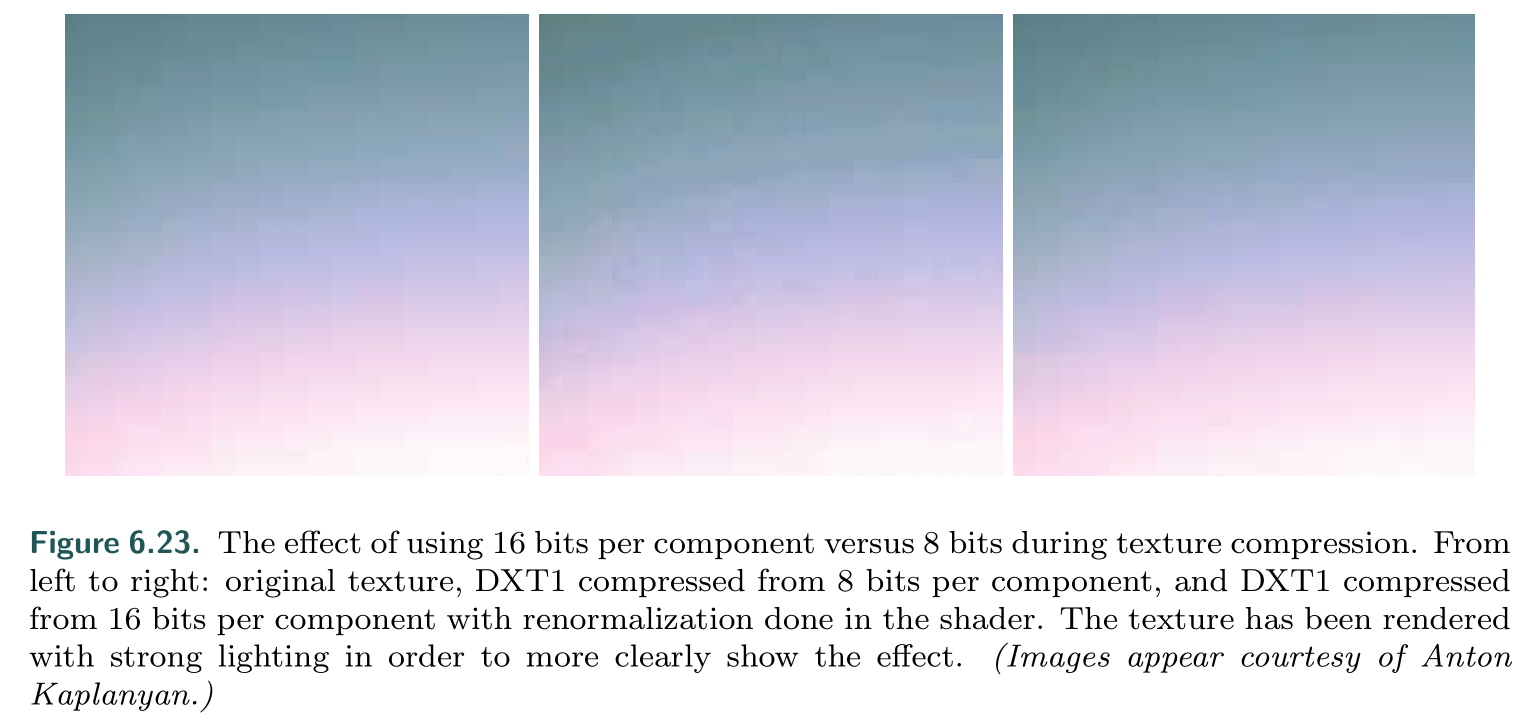 Figure 6.23. The effect of using 16 bits per component versus 8 bits during texture compression. From
left to right: original texture, DXT1 compressed from 8 bits per component, and DXT1 compressed
from 16 bits per component with renormalization done in the shader. The texture has been rendered
with strong lighting in order to more clearly show the effect. (Images appear courtesy of Anton
Kaplanyan.)